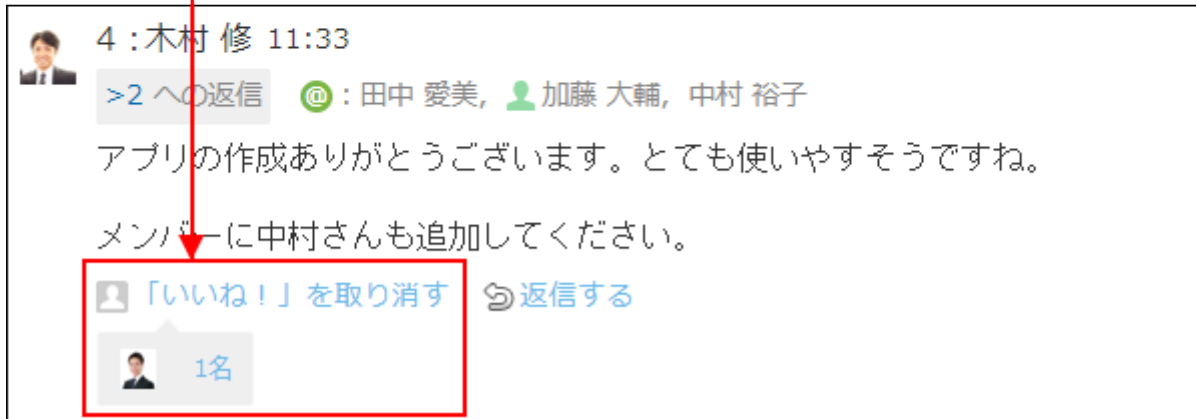 4 :木村 修 11:33
>2 への返信 @ : 田中 愛美, 加藤 大輔, 中村 裕子
アプリの作成ありがとうございます。とても使いやすそうですね。
メンバーに中村さんも追加してください。
「いいね！」を取り消す 返信する
1名